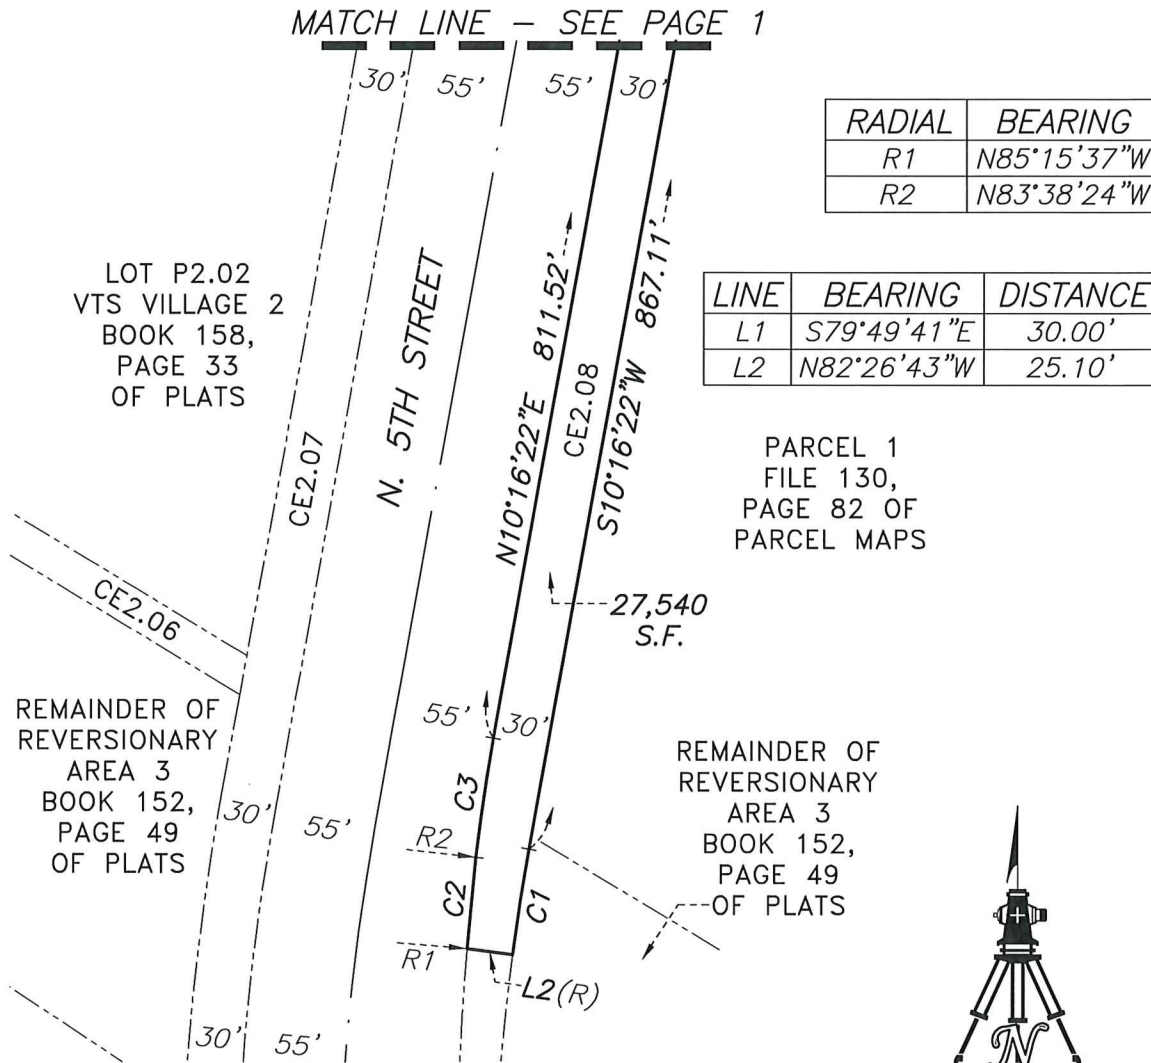 MATCH LINE – SEE PAGE 1
30'
55'
55'
30'
RADIAL BEARING
R1 N85°15'37"W
R2 N83°38'24"W
LOT P2.02
VTS VILLAGE 2
BOOK 158,
PAGE 33
OF PLATS
LINE BEARING DISTANCE
L1 S79°49'41"E 30.00'
L2 N82°26'43"W 25.10'
N. 5TH STREET
N10°16'22"E 811.52'
CE2.08
S10°16'22"W 867.11'
CE2.07
PARCEL 1
FILE 130,
PAGE 82 OF
PARCEL MAPS
CE2.06
27,540
S.F.
REMAINDER OF
REVERSIONARY
AREA 3
BOOK 152,
PAGE 49
OF PLATS
55'
30'
REMAINDER OF
REVERSIONARY
AREA 3
BOOK 152,
PAGE 49
OF PLATS
30'
55'
C3
R2
C2
C1
R1
L2(R)
30'
55'
N